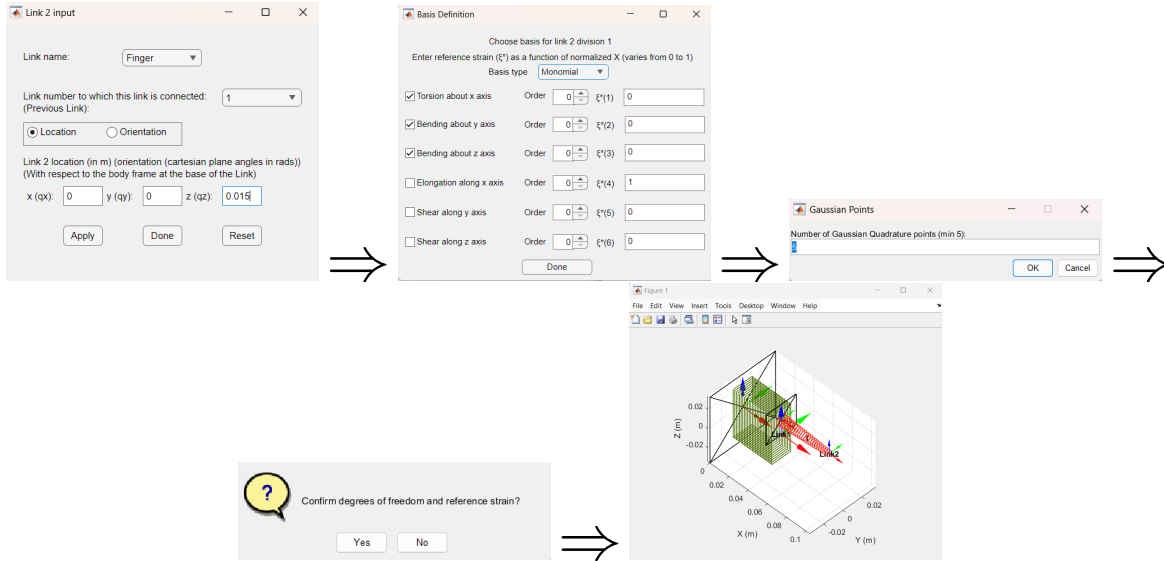 Link 2 input
Link name:
Finger
Link number to which this link is connected:
(Previous Link):
1
Location
Orientation
Link 2 location (in m) (orientation (cartesian plane angles in rads))
(With respect to the body frame at the base of the Link)
x (qx): 0 y (qy): 0 z (qz): 0.015
Apply Done Reset
Basis Definition
Choose basis for link 2 division 1
Enter reference strain (ξ*) as a function of normalized X (varies from 0 to 1)
Basis type Monomial
Torsion about x axis Order 0 ξ*(1) 0
Bending about y axis Order 0 ξ*(2) 0
Bending about z axis Order 0 ξ*(3) 0
Elongation along x axis Order 0 ξ*(4) 1
Shear along y axis Order 0 ξ*(5) 0
Shear along z axis Order 0 ξ*(6) 0
Done
Gaussian Points
Number of Gaussian Quadrature points (min 5):
5
OK Cancel
?
Confirm degrees of freedom and reference strain?
Yes No
Figure 1
File Edit View Insert Tools Desktop Window Help
0.02
0
-0.02
Z (m)
0
0.02
0.04
0.06
0.08
0.1
X (m)
0.02
0
-0.02
Y (m)
Link1
1
Link2